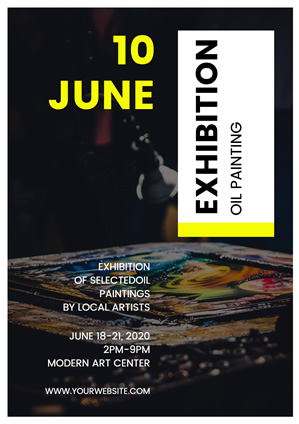 10
JUNE
EXHIBITION
OIL PAINTING
EXHIBITION
OF SELECTEDOIL
PAINTINGS
BY LOCAL ARTISTS
JUNE 18-21, 2020
2PM-9PM
MODERN ART CENTER
WWW.YOURWEBSITE.COM